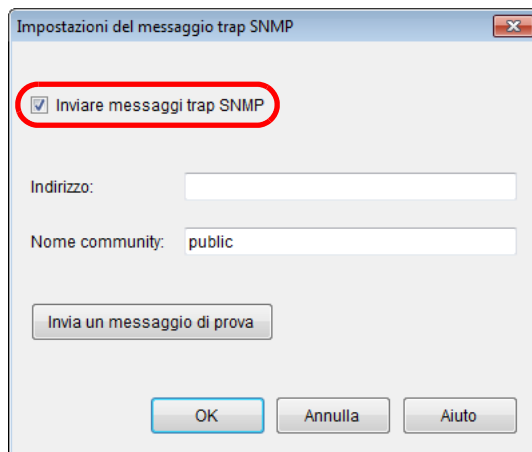 Impostazioni del messaggio trap SNMP
Inviare messaggi trap SNMP
Indirizzo:
Nome community: public
Invia un messaggio di prova
OK Annulla Aiuto